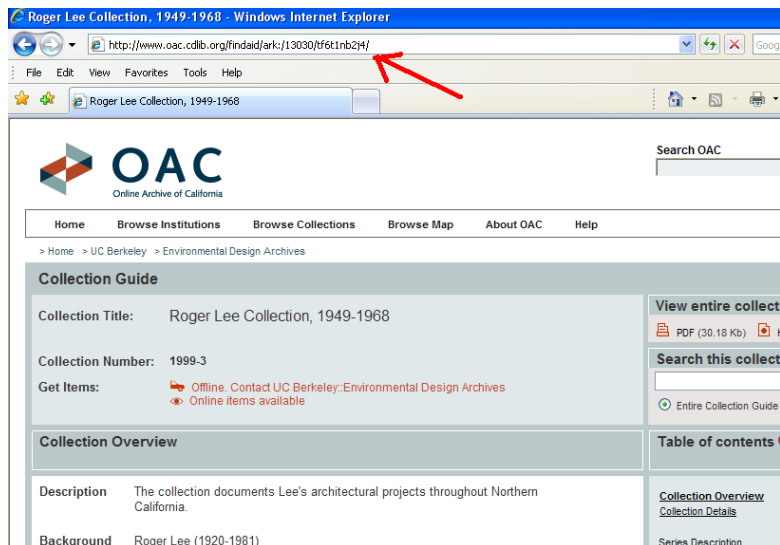 Roger Lee Collection, 1949-1968 - Windows Internet Explorer
http://www.oac.cdlib.org/findaid/ark:/13030/tf6t1nb2j4/
Goog
File Edit View Favorites Tools Help
Roger Lee Collection, 1949-1968
OAC
Online Archive of California
Search OAC
Home Browse Institutions Browse Collections Browse Map About OAC Help
> Home > UC Berkeley > Environmental Design Archives
Collection Guide
Collection Title: Roger Lee Collection, 1949-1968
Collection Number: 1999-3
Get Items: Offline. Contact UC Berkeley::Environmental Design Archives
Online items available
View entire collect
PDF (30.18 Kb) H
Search this collect
Entire Collection Guide
Collection Overview
Table of contents
Description The collection documents Lee's architectural projects throughout Northern
California.
Background Roger Lee (1920-1981)
Collection Overview
Collection Details
Series Description